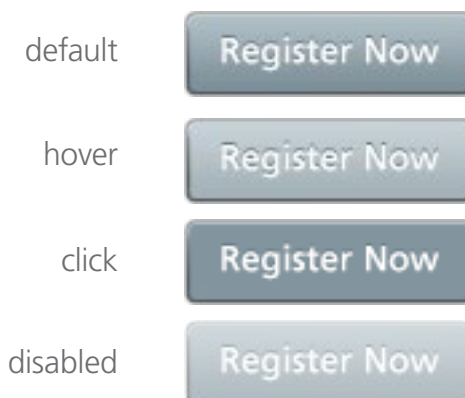 default Register Now
hover Register Now
click Register Now
disabled Register Now